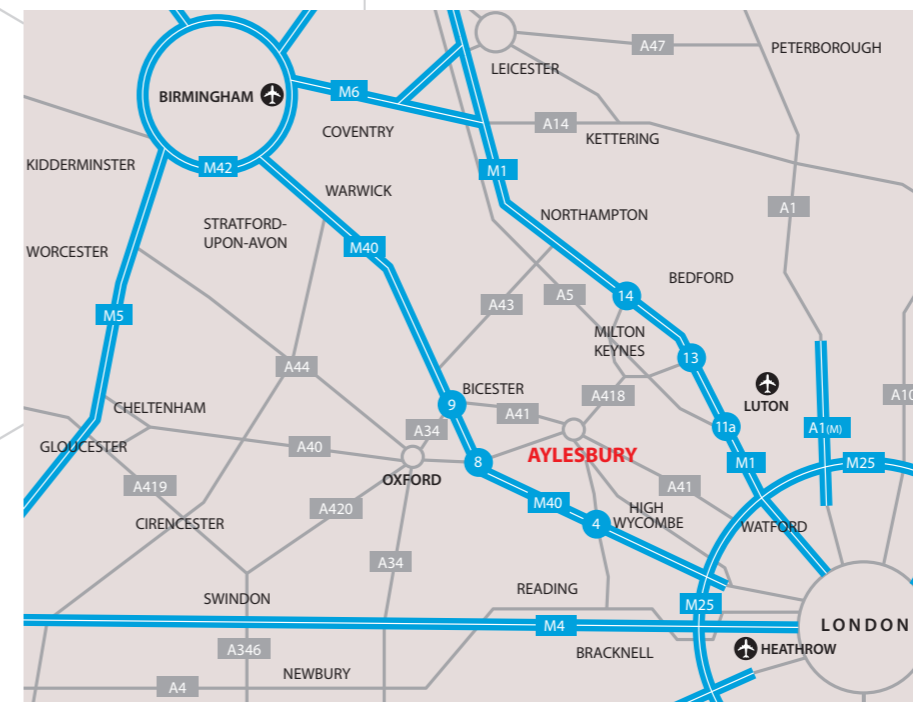 A47
PETERBOROUGH
LEICESTER
BIRMINGHAM
M6
COVENTRY
A14
KETTERING
KIDDERMINSTER
M42
M1
WARWICK
A1
STRATFORD-
UPON-AVON
NORTHAMPTON
M40
WORCESTER
BEDFORD
14
A5
A43
M5
MILTON
KEYNES
13
A44
BICESTER
LUTON
A418
A10
CHELTENHAM
9
A41
A34
11a
A1(M)
GLOUCESTER
A40
8
AYLESBURY
M1
M25
OXFORD
A419
A41
M40
HIGH
WYCOMBE
A420
CIRENCESTER
4
WATFORD
A34
READING
SWINDON
M25
M4
LONDON
A346
BRACKNELL
HEATHROW
NEWBURY
A4